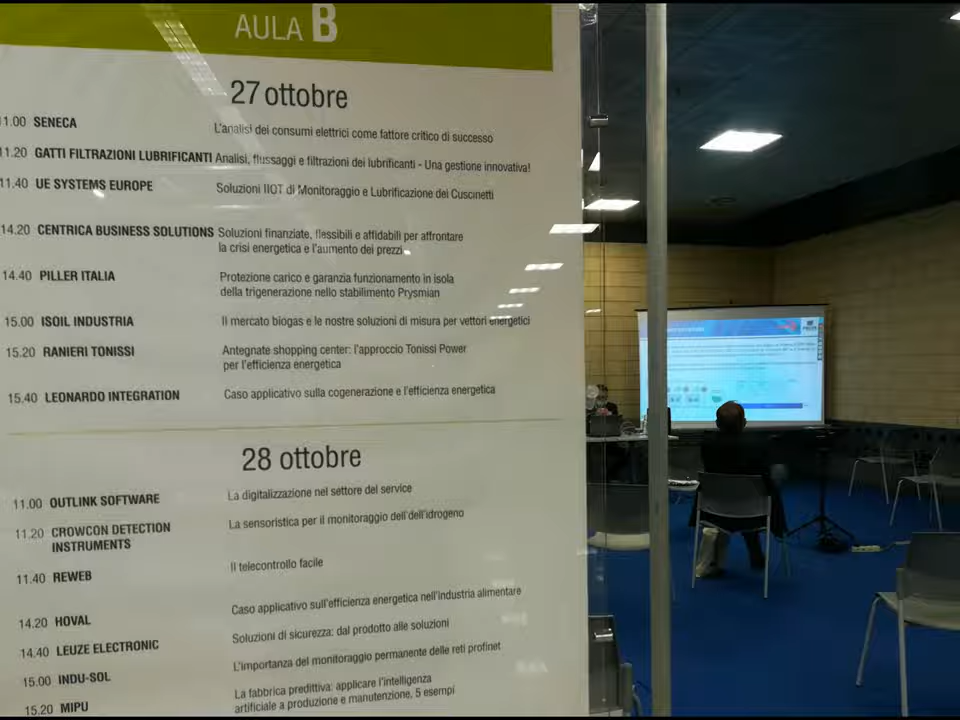 AULA B
27 ottobre
11.00 SENECA L'analisi dei consumi elettrici come fattore critico di successo
11.20 GATTI FILTRAZIONI LUBRIFICANTI Analisi, flussaggi e filtrazioni dei lubrificanti - Una gestione innovativa!
11.40 UE SYSTEMS EUROPE Soluzioni IIOT di Monitoraggio e Lubrificazione dei Cuscinetti
14.20 CENTRICA BUSINESS SOLUTIONS Soluzioni finanziate, flessibili e affidabili per affrontare
la crisi energetica e l'aumento dei prezzi
14.40 PILLER ITALIA Protezione carico e garanzia funzionamento in isola
della trigenerazione nello stabilimento Prysmian
15.00 ISOIL INDUSTRIA Il mercato biogas e le nostre soluzioni di misura per vettori energetici
15.20 RANIERI TONISSI Antegnate shopping center: l'approccio Tonissi Power
per l'efficienza energetica
15.40 LEONARDO INTEGRATION Caso applicativo sulla cogenerazione e l'efficienza energetica
28 ottobre
11.00 OUTLINK SOFTWARE La digitalizzazione nel settore del service
11.20 CROWCON DETECTION La sensoristica per il monitoraggio dell'dell'idrogeno
INSTRUMENTS
11.40 REWEB Il telecontrollo facile
14.20 HOVAL Caso applicativo sull'efficienza energetica nell'industria alimentare
14.40 LEUZE ELECTRONIC Soluzioni di sicurezza: dal prodotto alle soluzioni
15.00 INDU-SOL L'importanza del monitoraggio permanente delle reti profinet
15.20 MIPU La fabbrica predittiva: applicare l'intelligenza
artificiale a produzione e manutenzione, 5 esempi